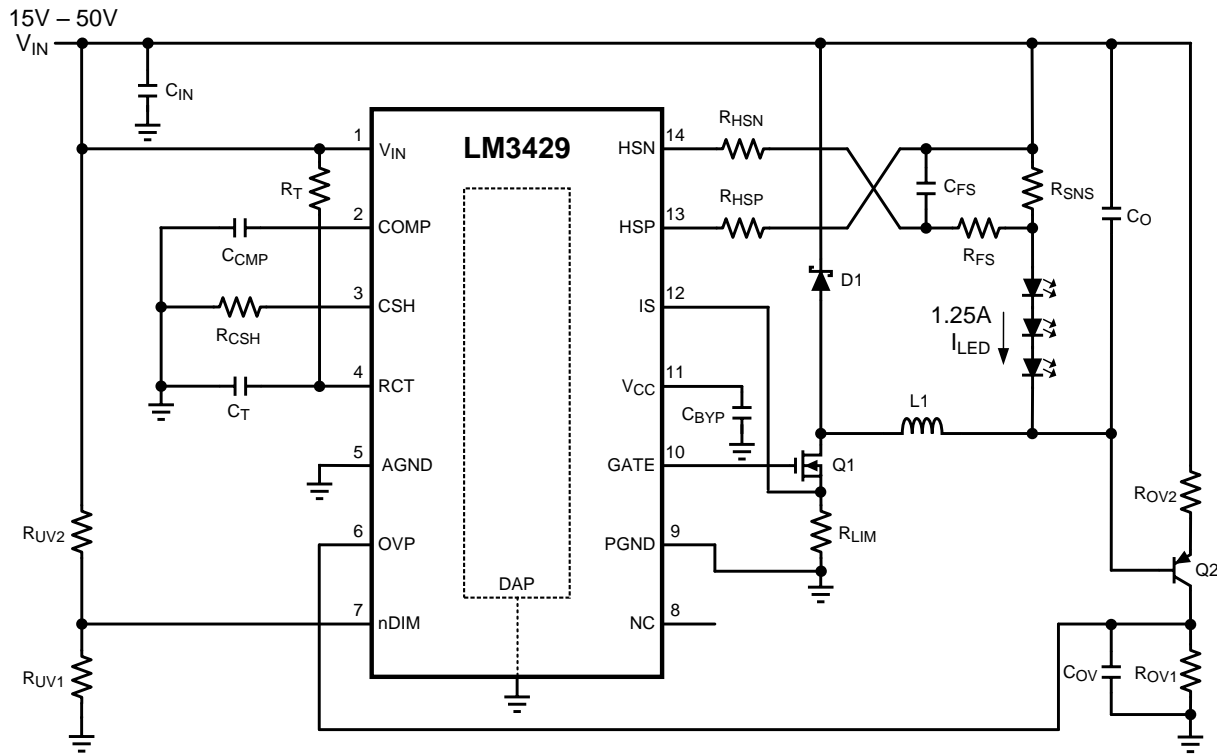 15V – 50V
VIN
CIN
LM3429
1
VIN
RT
2
COMP
CCMP
3
CSH
RCSH
4
RCT
CT
5
AGND
6
OVP
7
nDIM
DAP
RUV2
RUV1
14
HSN
RHSN
13
HSP
RHSP
12
IS
11
VCC
CBYP
10
GATE
Q1
9
PGND
RLIM
8
NC
CFS
RSNS
RFS
CO
D1
1.25A
ILED
L1
ROV2
Q2
COV
ROV1